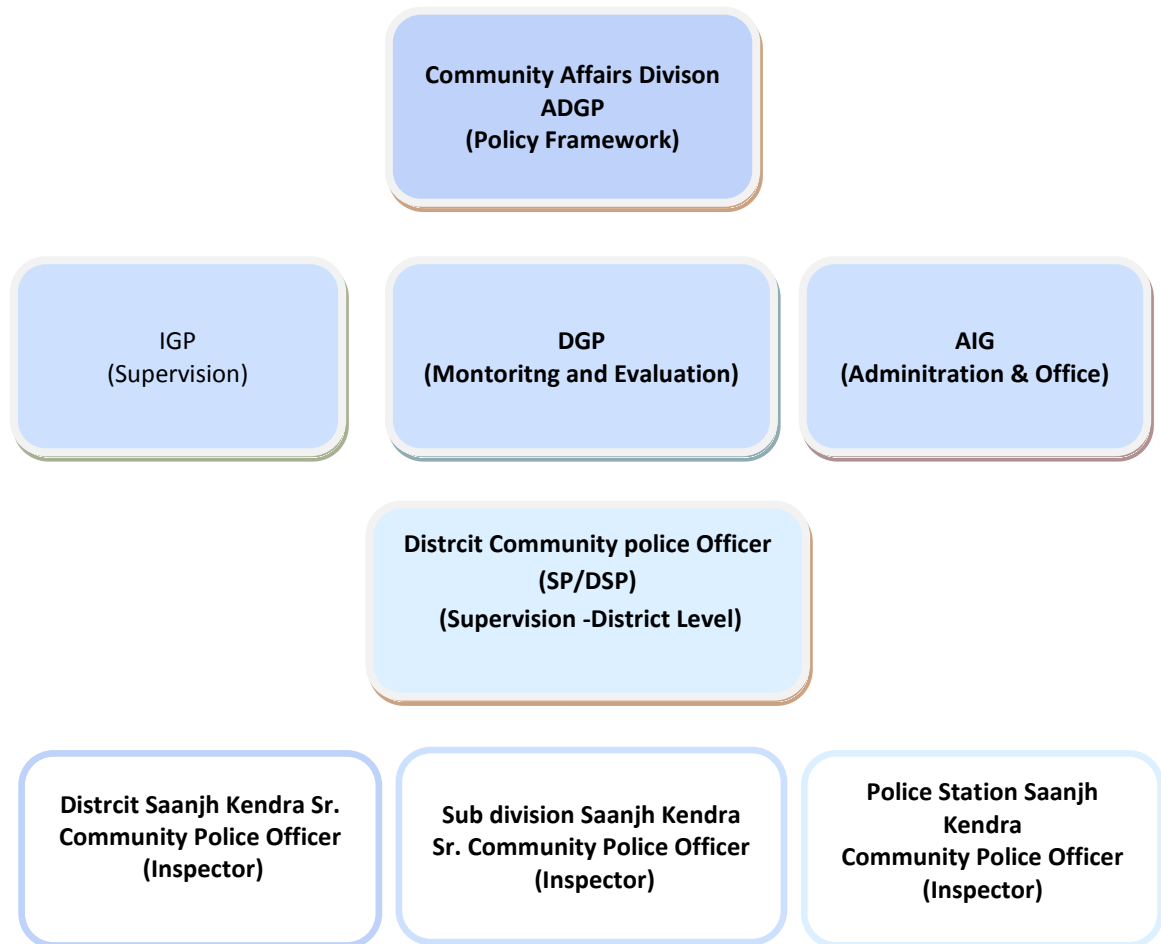 Community Affairs Divison
ADGP
(Policy Framework)
IGP
(Supervision)
DGP
(Montoritng and Evaluation)
AIG
(Adminitration & Office)
Distrcit Community police Officer
(SP/DSP)
(Supervision -District Level)
Distrcit Saanjh Kendra Sr.
Community Police Officer
(Inspector)
Sub division Saanjh Kendra
Sr. Community Police Officer
(Inspector)
Police Station Saanjh
Kendra
Community Police Officer
(Inspector)